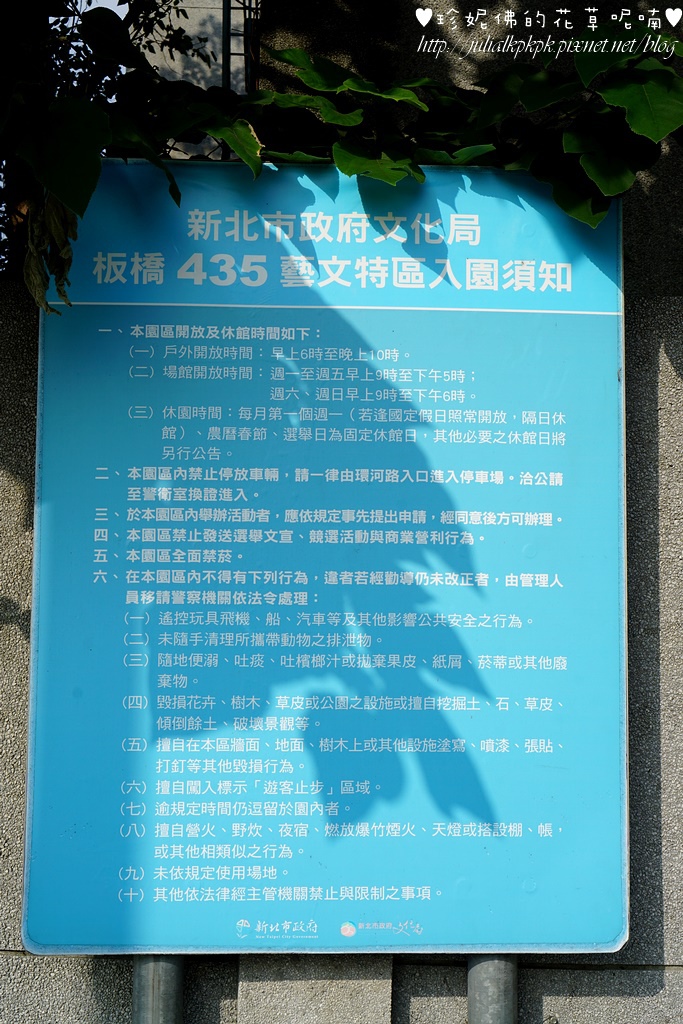 ♥珍妮佛的花草呢喃♥
http://julialkpkpk.pixnet.net/blog
新北市政府文化局
板橋 435 藝文特區入園須知
一、本園區開放及休館時間如下：
（一）戶外開放時間：早上6時至晚上10時。
（二）場館開放時間：週一至週五早上9時至下午5時；
週六、週日早上9時至下午6時。
（三）休園時間：每月第一個週一（若逢國定假日照常開放，隔日休
館）、農曆春節、選舉日為固定休館日，其他必要之休館日將
另行公告。
二、本園區內禁止停放車輛，請一律由環河路入口進入停車場。洽公請
至警衛室換證進入。
三、於本園區內舉辦活動者，應依規定事先提出申請，經同意後方可辦理。
四、本園區禁止發送選舉文宣、競選活動與商業營利行為。
五、本園區全面禁菸。
六、在本園區內不得有下列行為，違者若經勸導仍未改正者，由管理人
員移請警察機關依法令處理：
（一）遙控玩具飛機、船、汽車等及其他影響公共安全之行為。
（二）未隨手清理所攜帶動物之排泄物。
（三）隨地便溺、吐痰、吐檳榔汁或拋棄果皮、紙屑、菸蒂或其他廢
棄物。
（四）毀損花卉、樹木、草皮或公園之設施或擅自挖掘土、石、草皮、
傾倒餘土、破壞景觀等。
（五）擅自在本區牆面、地面、樹木上或其他設施塗寫、噴漆、張貼、
打釘等其他毀損行為。
（六）擅自闖入標示「遊客止步」區域。
（七）逾規定時間仍逗留於園內者。
（八）擅自營火、野炊、夜宿、燃放爆竹煙火、天燈或搭設棚、帳，
或其他相類似之行為。
（九）未依規定使用場地。
（十）其他依法律經主管機關禁止與限制之事項。
新北市政府
New Taipei City Government
新北市政府文化局